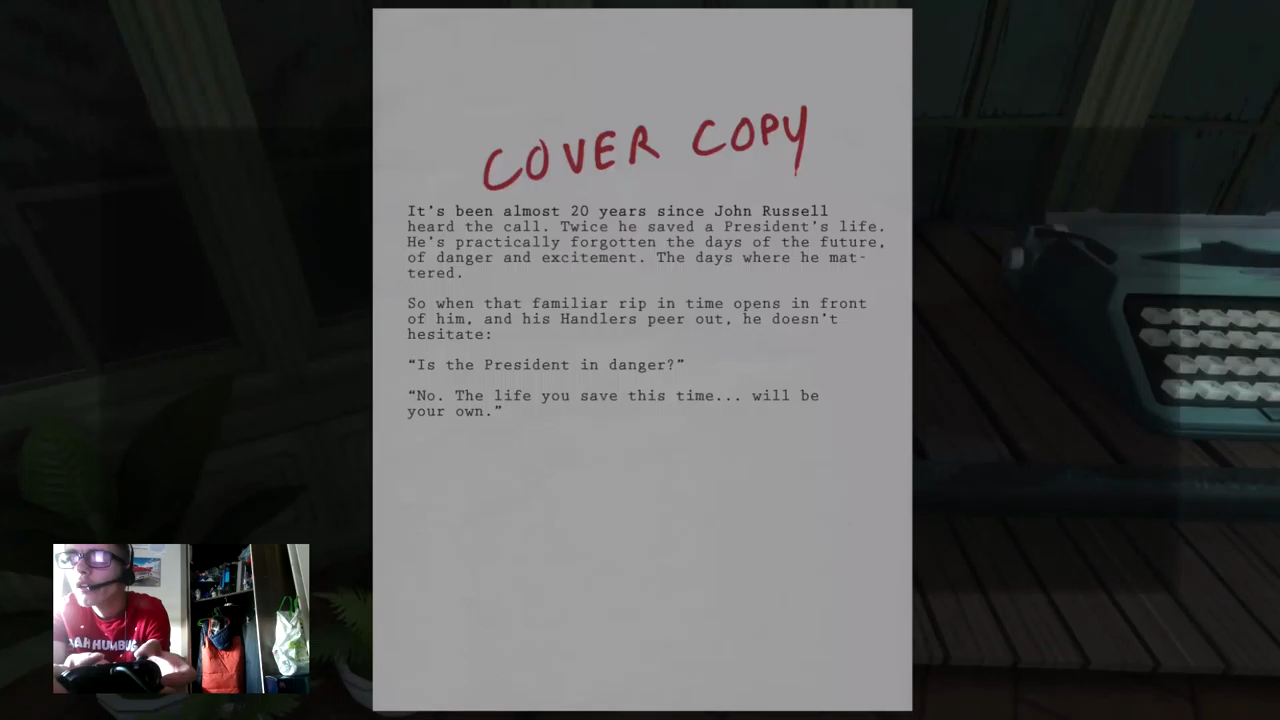 COVER COPY
It's been almost 20 years since John Russell
heard the call. Twice he saved a President's life.
He's practically forgotten the days of the future,
of danger and excitement. The days where he mat-
tered.
So when that familiar rip in time opens in front
of him, and his Handlers peer out, he doesn't
hesitate:
“Is the President in danger?”
“No. The life you save this time... will be
your own.”
AH HUMBUG